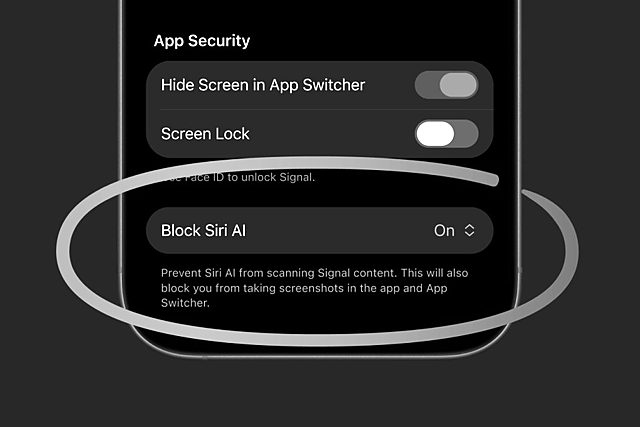 App Security
Hide Screen in App Switcher
Screen Lock
Face ID to unlock Signal.
Block Siri AI
On
Prevent Siri AI from scanning Signal content. This will also
block you from taking screenshots in the app and App
Switcher.